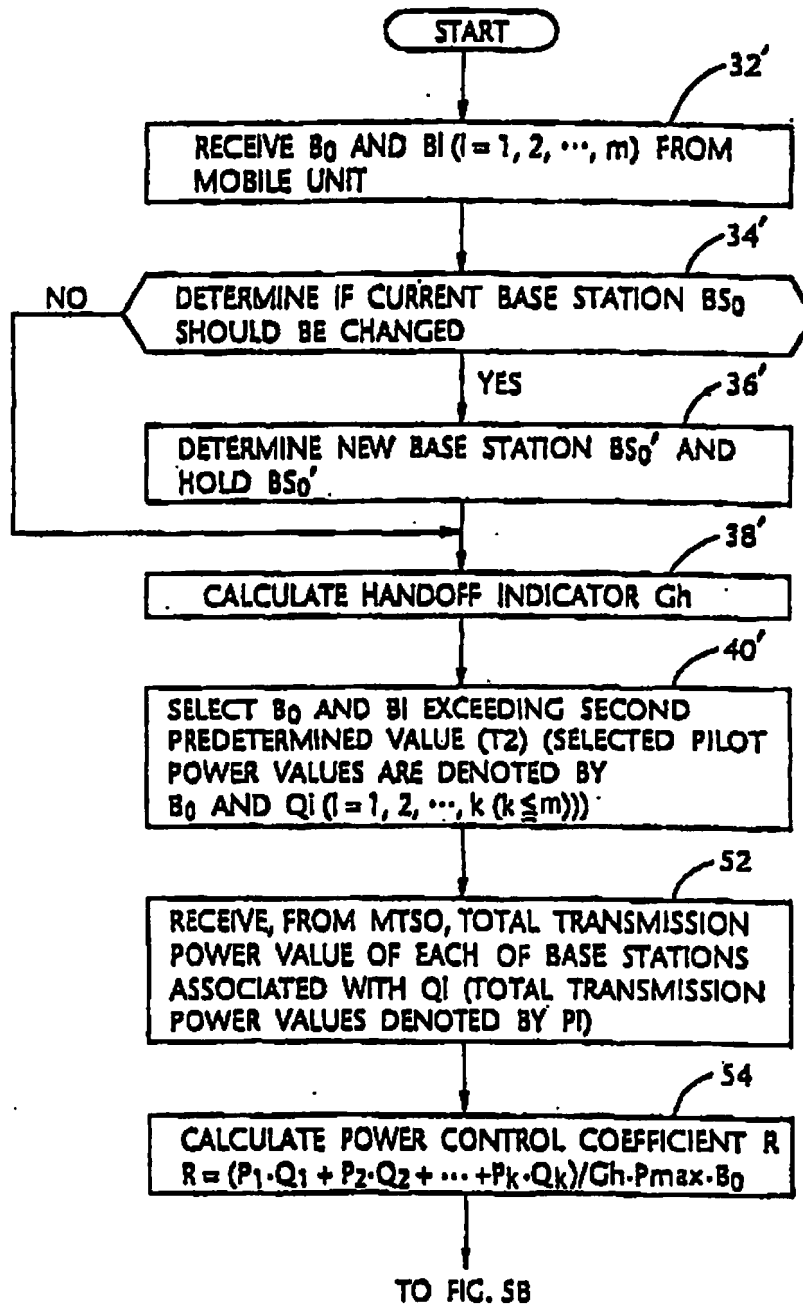 START
32'
RECEIVE B₀ AND Bi (i = 1, 2, ⋯, m) FROM
MOBILE UNIT
34'
NO
DETERMINE IF CURRENT BASE STATION BS₀
SHOULD BE CHANGED
YES
36'
DETERMINE NEW BASE STATION BS₀' AND
HOLD BS₀'
38'
CALCULATE HANDOFF INDICATOR Gh
40'
SELECT B₀ AND Bi EXCEEDING SECOND
PREDETERMINED VALUE (T2) (SELECTED PILOT
POWER VALUES ARE DENOTED BY
B₀ AND Qi (i = 1, 2, ⋯, k (k ≦ m)))
52
RECEIVE, FROM MTSO, TOTAL TRANSMISSION
POWER VALUE OF EACH OF BASE STATIONS
ASSOCIATED WITH Qi (TOTAL TRANSMISSION
POWER VALUES DENOTED BY Pi)
54
CALCULATE POWER CONTROL COEFFICIENT R
R = (P₁·Q₁ + P₂·Q₂ + ⋯ + Pk·Qk)/Gh·Pmax·B₀
TO FIG. 5B